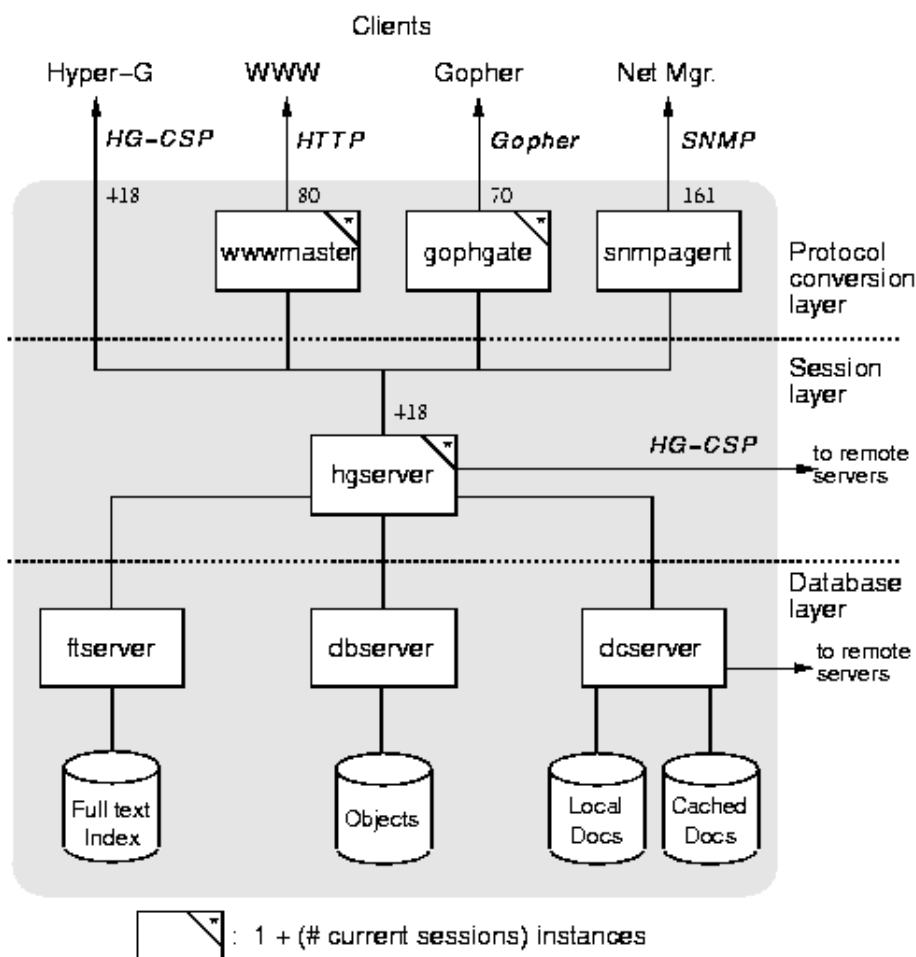 Clients
Hyper-G WWW Gopher Net Mgr.
HG-CSP HTTP Gopher SNMP
418 80 70 161
* *
wwwmaster gophgate snmpagent
Protocol
conversion
layer
Session
layer
418
*
HG-CSP
hgserver
to remote
servers
Database
layer
ftserver dbserver dcserver
to remote
servers
Full text
Index
Objects
Local
Docs
Cached
Docs
* : 1 + (# current sessions) instances